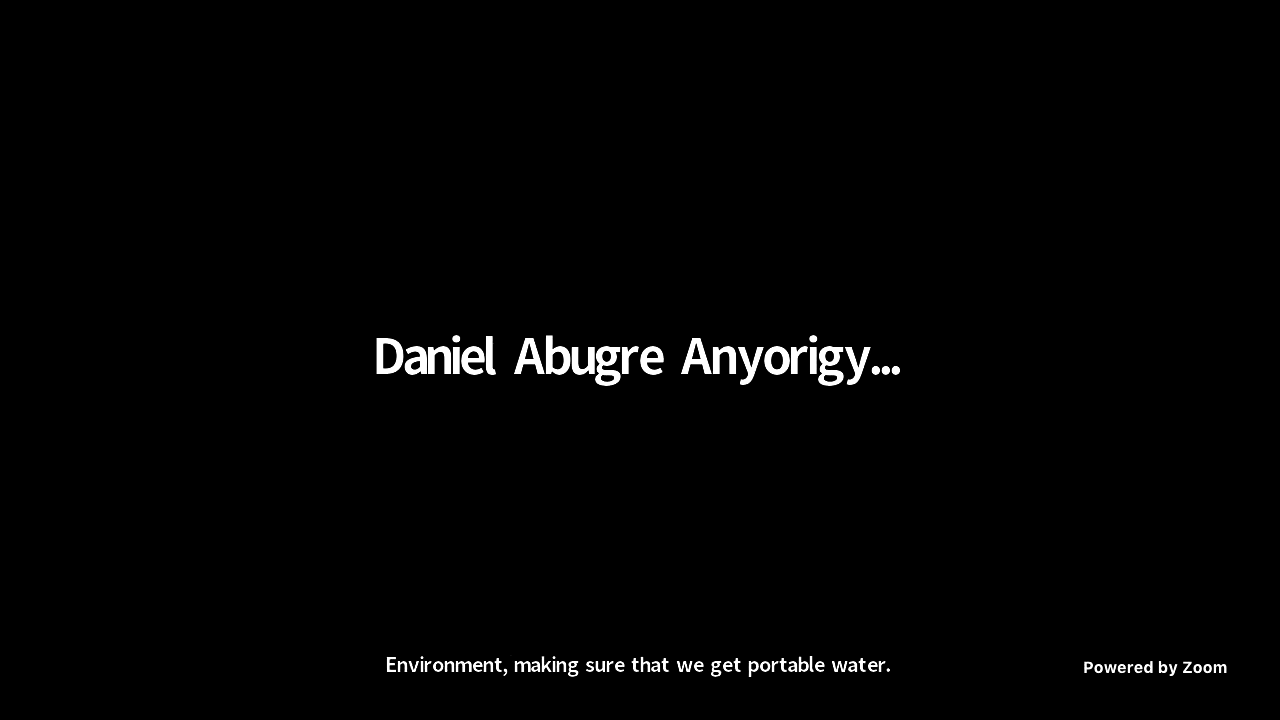 Daniel Abugre Anyorigy...
Environment, making sure that we get portable water.
Powered by Zoom